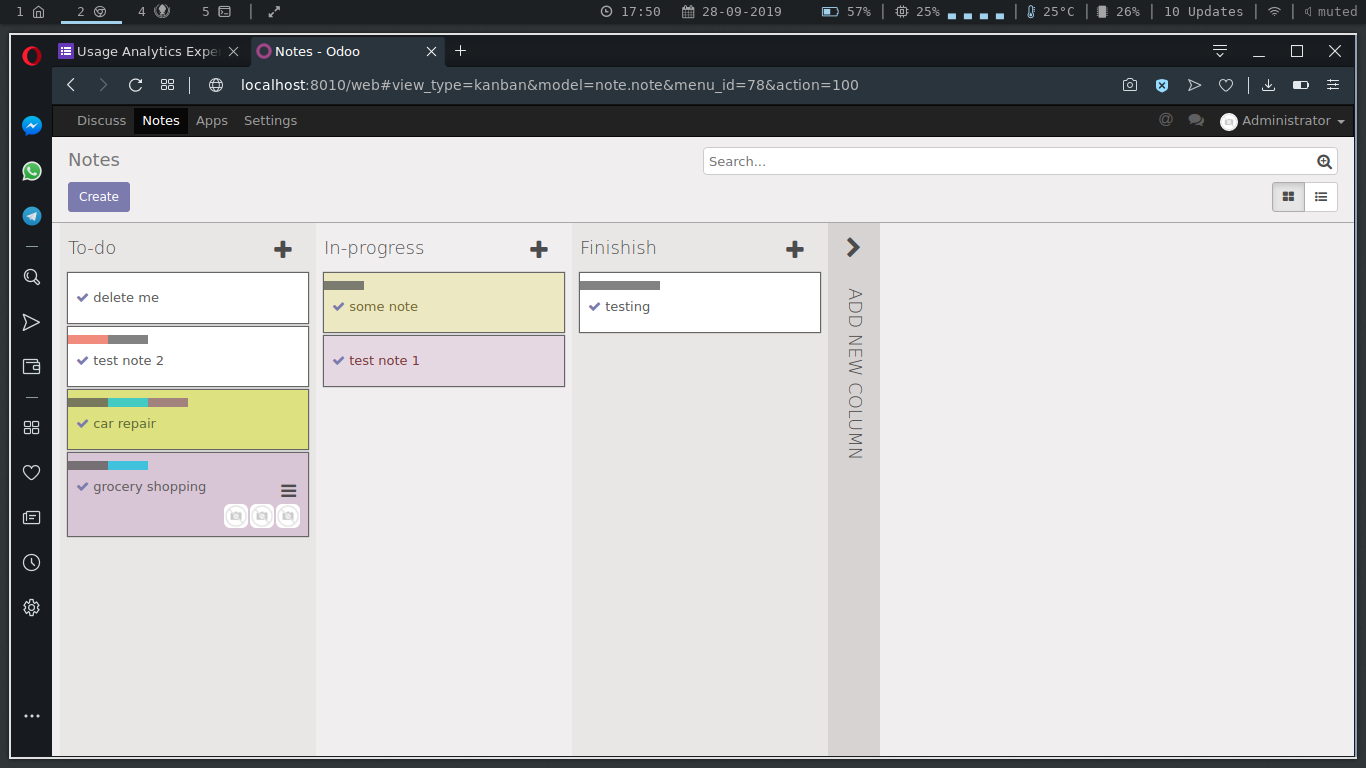 1 2 4 5 17:50 28-09-2019 57% 25% 25°C 26% 10 Updates muted
Usage Analytics Expe Notes - Odoo
localhost:8010/web#view_type=kanban&model=note.note&menu_id=78&action=100
Discuss Notes Apps Settings @ Administrator
Notes Search...
Create
To-do In-progress Finishish
delete me
some note
testing
test note 2
test note 1
car repair
grocery shopping
ADD NEW COLUMN